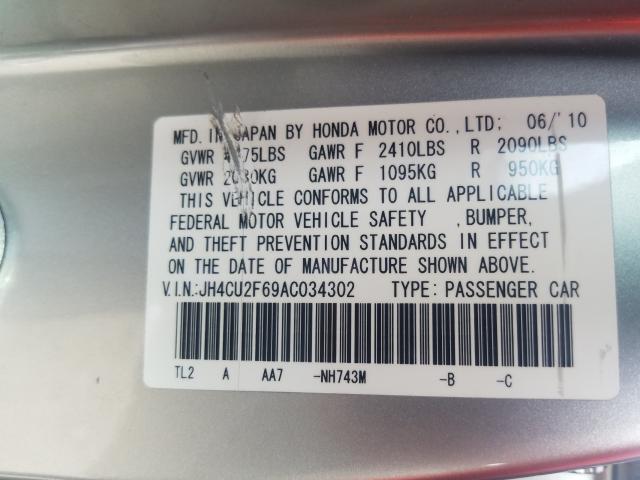 MFD. IN JAPAN BY HONDA MOTOR CO.,LTD; 06/'10
GVWR GAWR F 2410LBS R 2090LBS
GVWR GAWR F 1095KG R 950KG
THIS VEHICLE CONFORMS TO ALL APPLICABLE
FEDERAL MOTOR VEHICLE SAFETY ,BUMPER,
AND THEFT PREVENTION STANDARDS IN EFFECT
ON THE DATE OF MANUFACTURE SHOWN ABOVE.
V.I.N.:JH4CU2F69AC034302 TYPE: PASSENGER CAR
TL2 A AA7 -NH743M -B -C